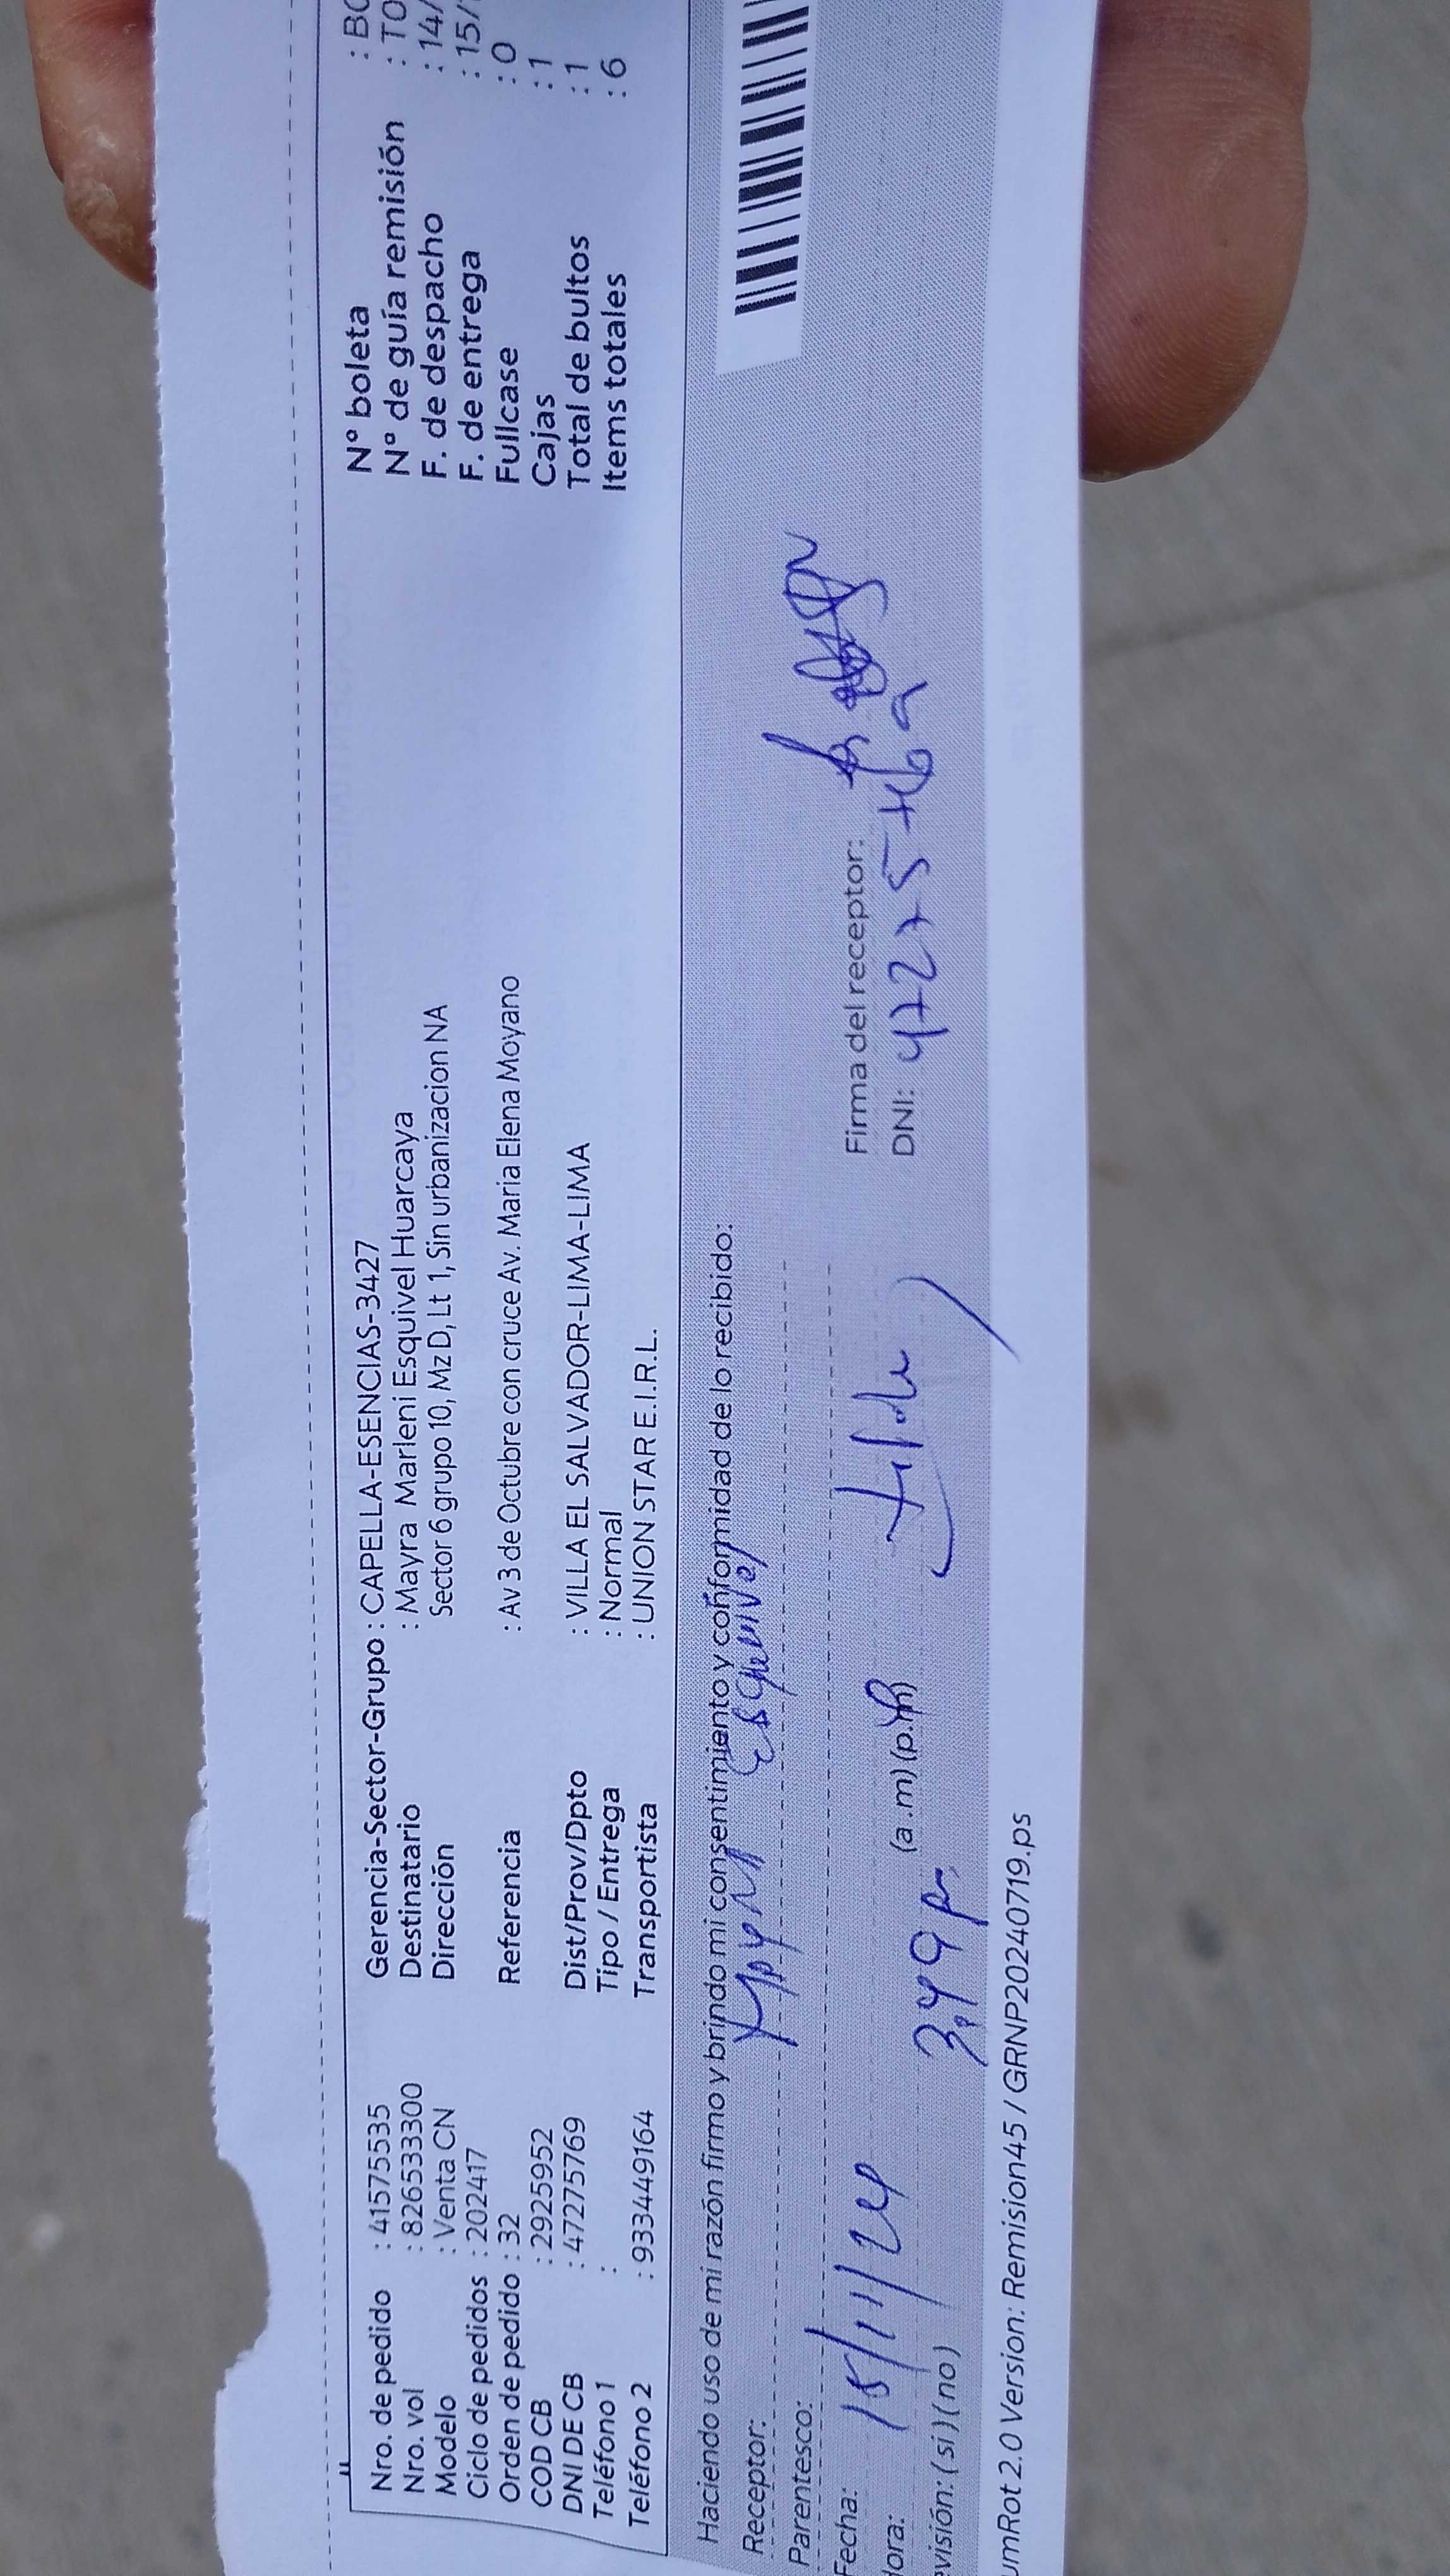 Nro. de pedido : 41575535 Gerencia-Sector-Grupo : CAPELLA-ESENCIAS-3427 N° boleta : BO
Nro. vol : 826533300 Destinatario : Mayra Marleni Esquivel Huarcaya N° de guía remisión : TO
Modelo : Venta CN Dirección Sector 6 grupo 10, Mz D, Lt 1, Sin urbanizacion NA F. de despacho : 14/
Ciclo de pedidos : 202417 F. de entrega : 15/
Orden de pedido : 32 Referencia : Av 3 de Octubre con cruce Av. Maria Elena Moyano Fullcase : 0
COD CB : 2925952 Cajas : 1
DNI DE CB : 47275769 Dist/Prov/Dpto : VILLA EL SALVADOR-LIMA-LIMA Total de bultos : 1
Teléfono 1 : Tipo / Entrega : Normal Items totales : 6
Teléfono 2 : 933449164 Transportista : UNION STAR E.I.R.L.
Haciendo uso de mi razón firmo y brindo mi consentimiento y conformidad de lo recibido:
Receptor: Esquivel
Parentesco:
Fecha: 15/11/24 Firma del receptor:
Hora: 3:49 p. (a.m) (p.m) DNI:
evisión: (si) (no)
umRot 2.0 Version: Remision45 / GRNP20240719.ps